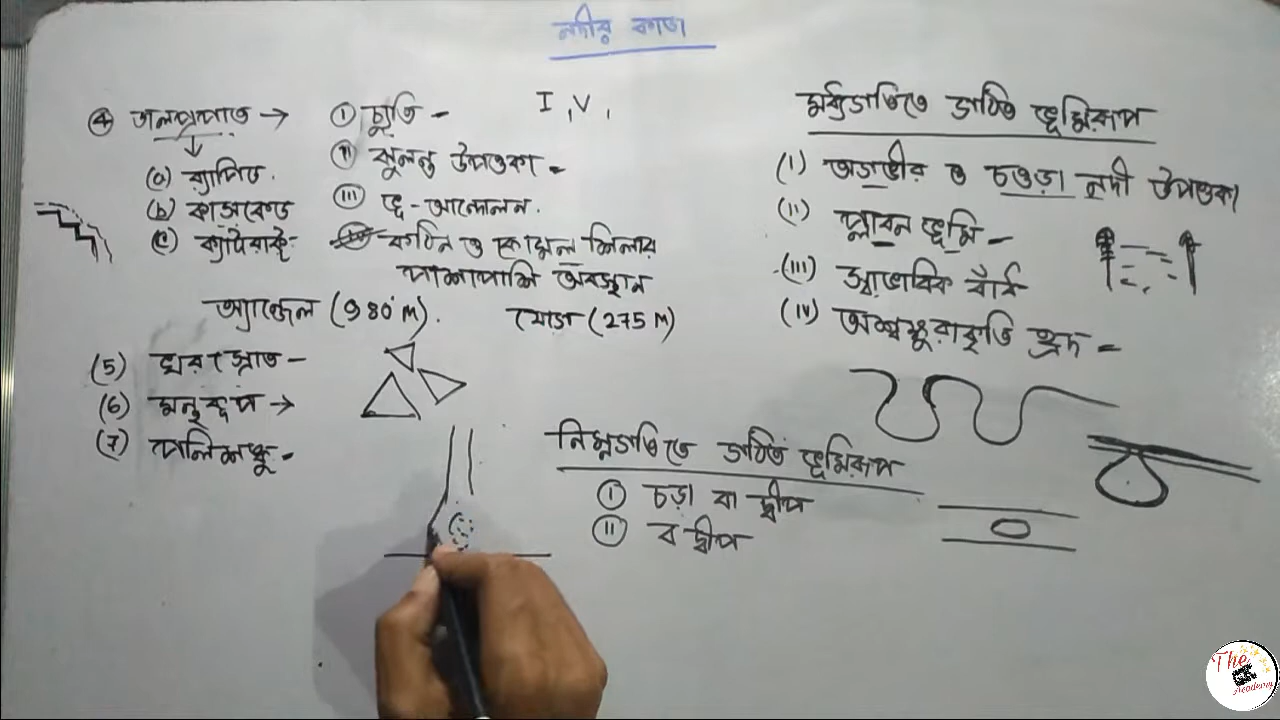 নদীর কাজ
④ জলপ্রপাত →
(a) র‍্যাপিড.
(b) কাসকেড
(c) ক্যাটারাক্ট
① চ্যুতি -
② ঝুলন্ত উপত্যকা -
III ভূ-আন্দোলন.
কঠিন ও কোমল শিলার
পাশাপাশি অবস্থান
I , V ,
অ্যাঞ্জেল (980 M).
যোগ (275 M)
(5) খরস্রোত -
(6) মন্থকূপ →
(7) পলিশঙ্কু -
মধ্যগতিতে গঠিত ভূমিরূপ
(i) অগভীর ও চওড়া নদী উপত্যকা
(ii) প্লাবন ভূমি -
(iii) স্বাভাবিক বাঁধ
(iv) অশ্বক্ষুরাকৃতি হ্রদ -
নিম্নগতিতে গঠিত ভূমিরূপ
① চড়া বা দ্বীপ
② ব দ্বীপ
The
Academy